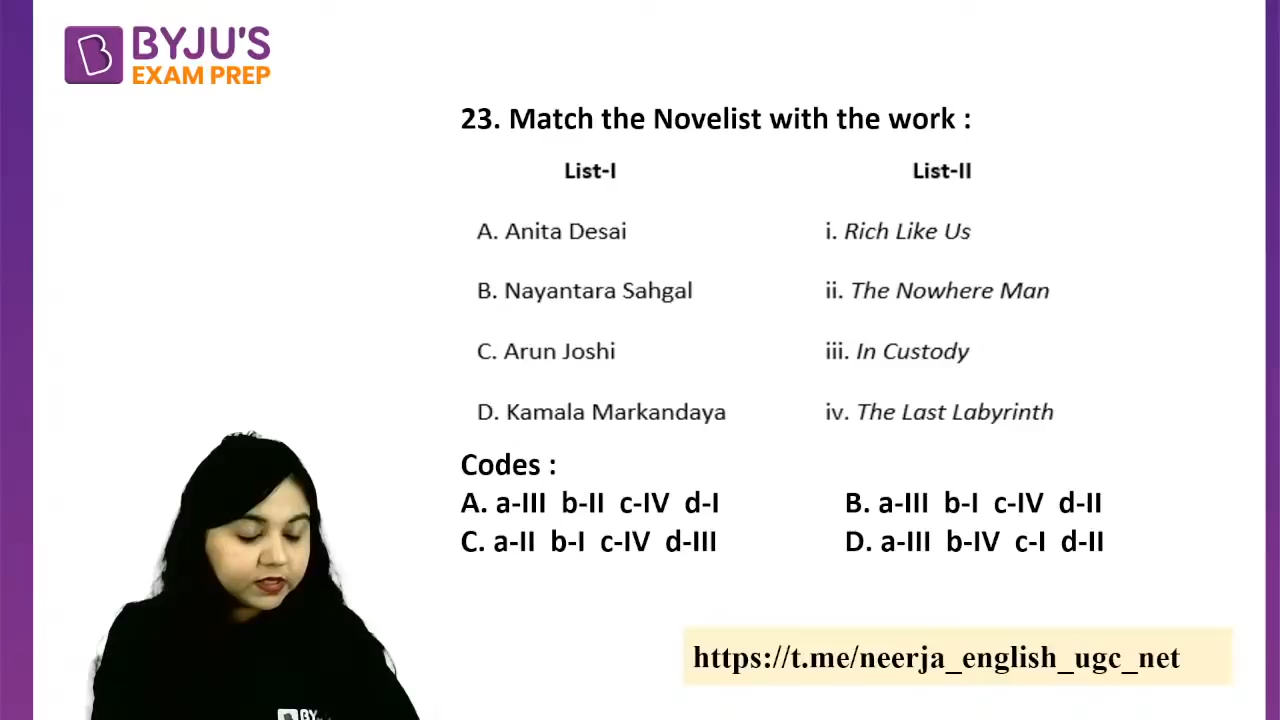 BYJU'S
EXAM PREP
23. Match the Novelist with the work :
List-I List-II
A. Anita Desai i. Rich Like Us
B. Nayantara Sahgal ii. The Nowhere Man
C. Arun Joshi iii. In Custody
D. Kamala Markandaya iv. The Last Labyrinth
Codes :
A. a-III b-II c-IV d-I B. a-III b-I c-IV d-II
C. a-II b-I c-IV d-III D. a-III b-IV c-I d-II
https://t.me/neerja_english_ugc_net